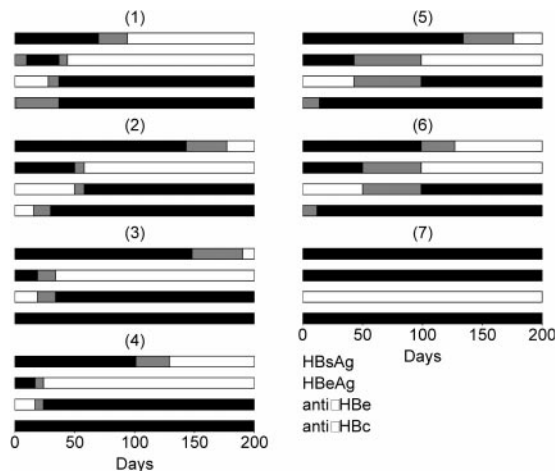 (1)
(2)
(3)
(4)
0 50 100 150 200
Days
(5)
(6)
(7)
0 50 100 150 200
Days
HBsAg
HBeAg
anti□HBe
anti□HBc